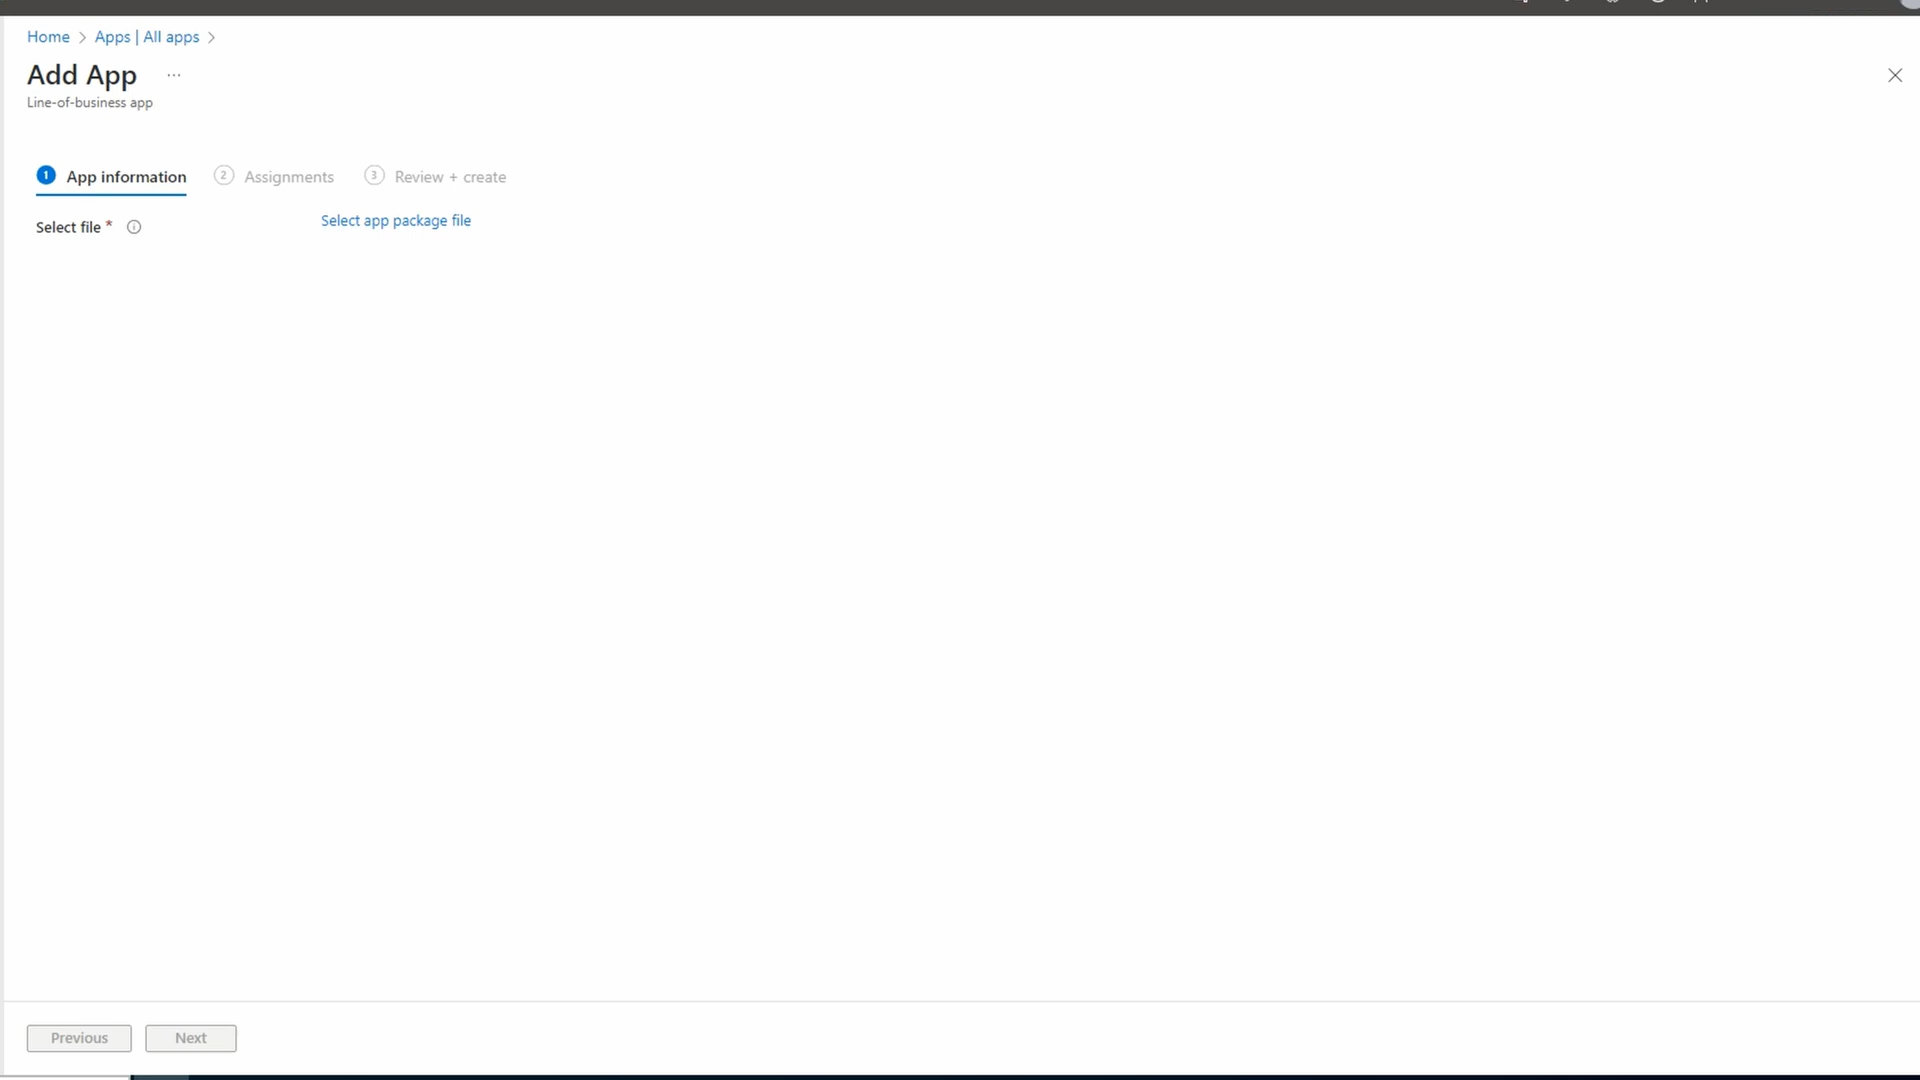 Home > Apps | All apps >
Add App ...
Line-of-business app
1 App information 2 Assignments 3 Review + create
Select file * Select app package file
Previous Next